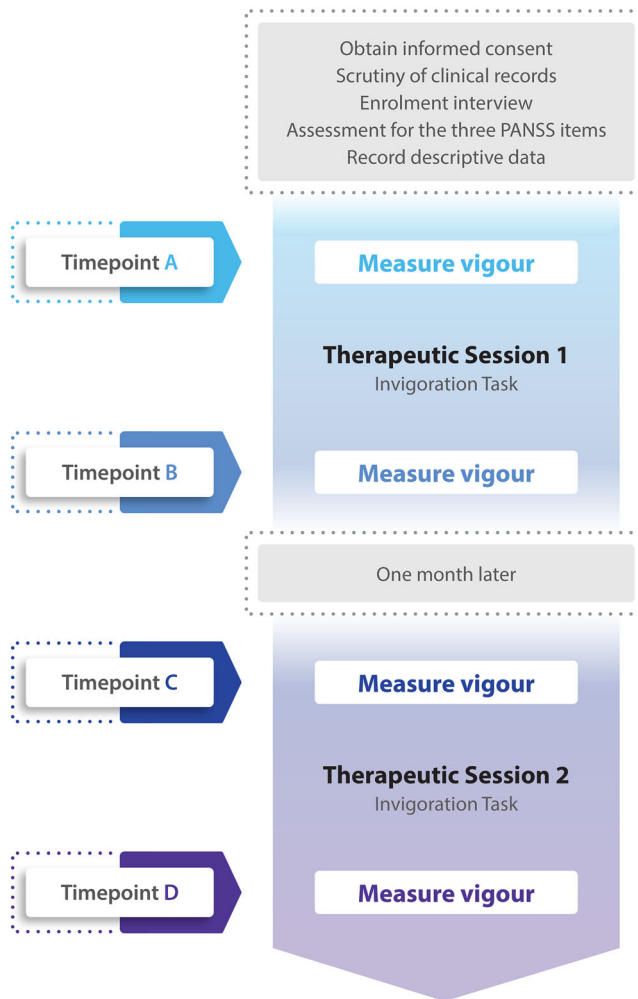 Obtain informed consent
Scrutiny of clinical records
Enrolment interview
Assessment for the three PANSS items
Record descriptive data
Timepoint A
Measure vigour
Therapeutic Session 1
Invigoration Task
Timepoint B
Measure vigour
One month later
Timepoint C
Measure vigour
Therapeutic Session 2
Invigoration Task
Timepoint D
Measure vigour